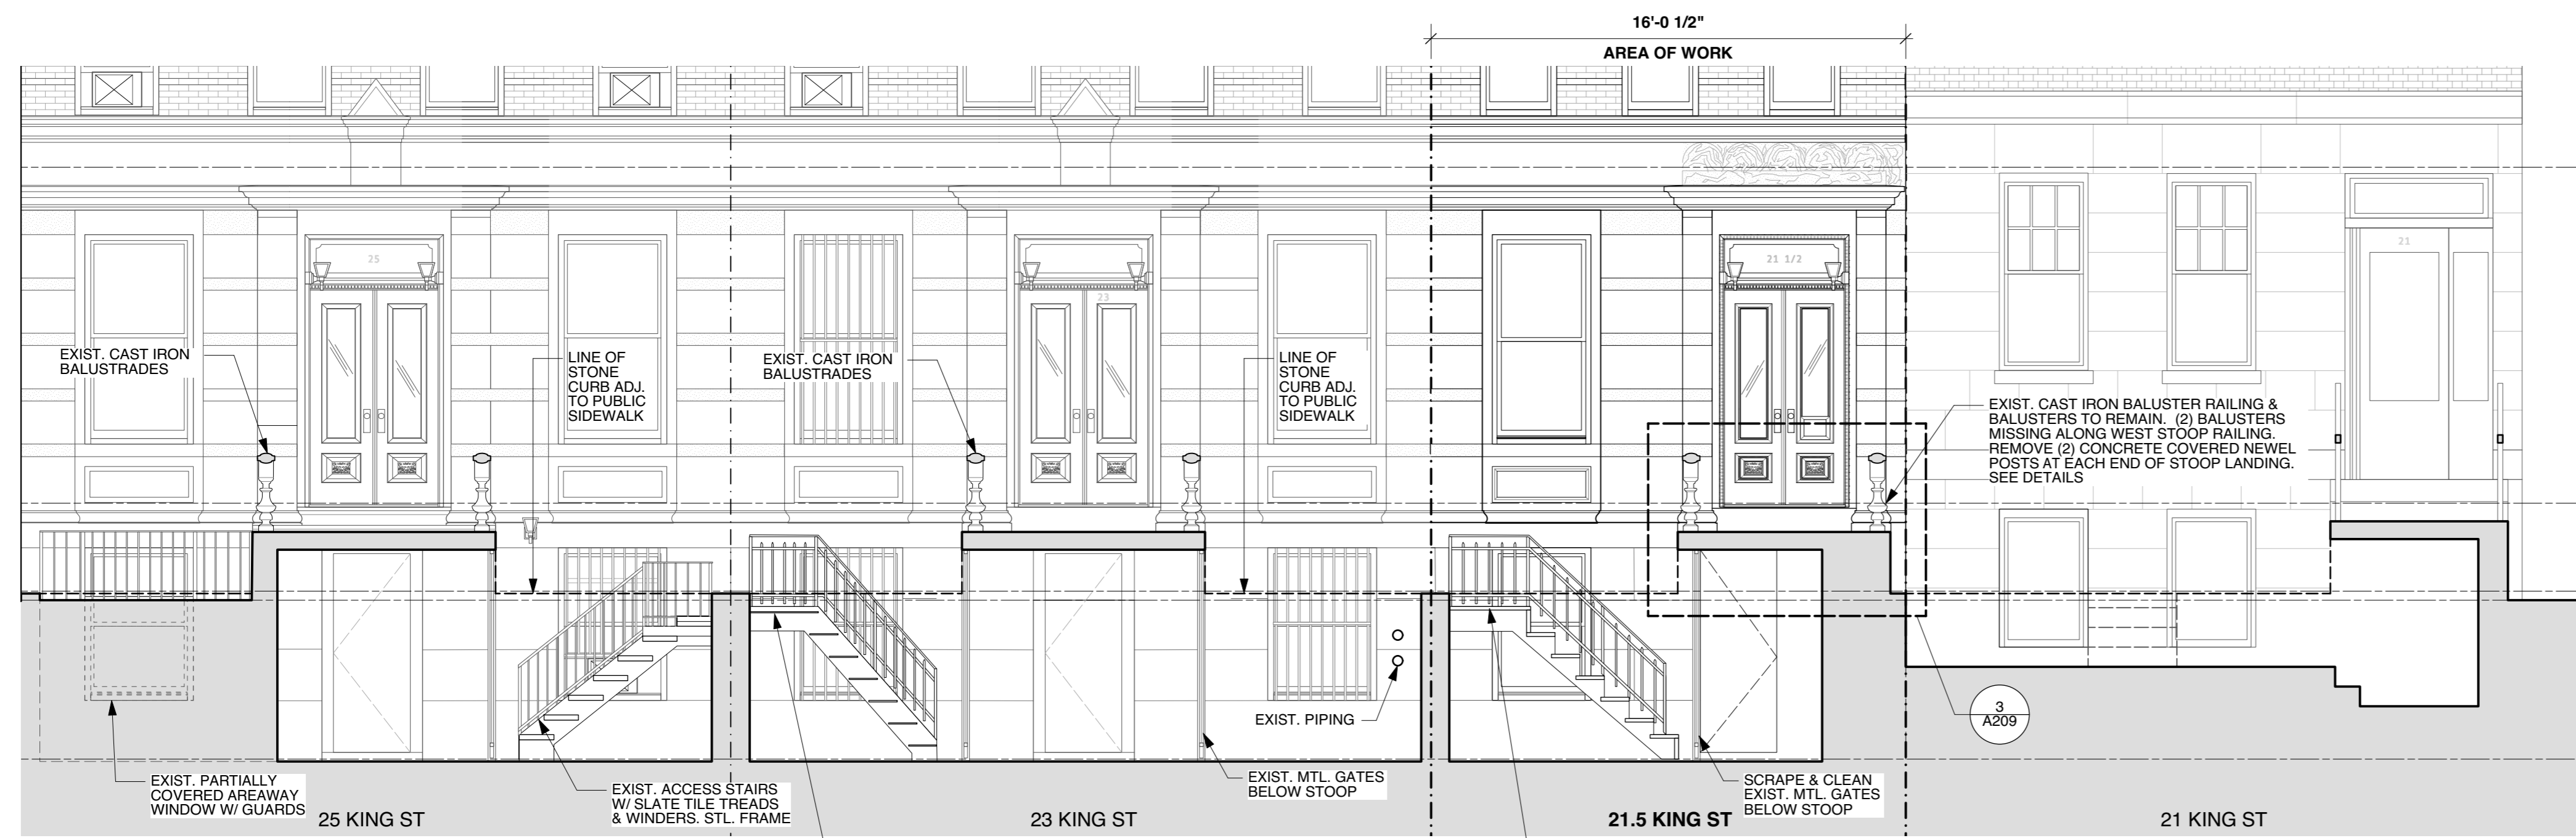 16'-0 1/2"
AREA OF WORK
25
23
21 1/2
21
EXIST. CAST IRON
BALUSTRADES
LINE OF
STONE
CURB ADJ.
TO PUBLIC
SIDEWALK
EXIST. CAST IRON
BALUSTRADES
LINE OF
STONE
CURB ADJ.
TO PUBLIC
SIDEWALK
EXIST. CAST IRON BALUSTER RAILING &
BALUSTERS TO REMAIN. (2) BALUSTERS
MISSING ALONG WEST STOOP RAILING.
REMOVE (2) CONCRETE COVERED NEWEL
POSTS AT EACH END OF STOOP LANDING.
SEE DETAILS
EXIST. PIPING
3
A209
EXIST. PARTIALLY
COVERED AREAWAY
WINDOW W/ GUARDS
EXIST. ACCESS STAIRS
W/ SLATE TILE TREADS
& WINDERS. STL. FRAME
EXIST. MTL. GATES
BELOW STOOP
SCRAPE & CLEAN
EXIST. MTL. GATES
BELOW STOOP
25 KING ST
23 KING ST
21.5 KING ST
21 KING ST